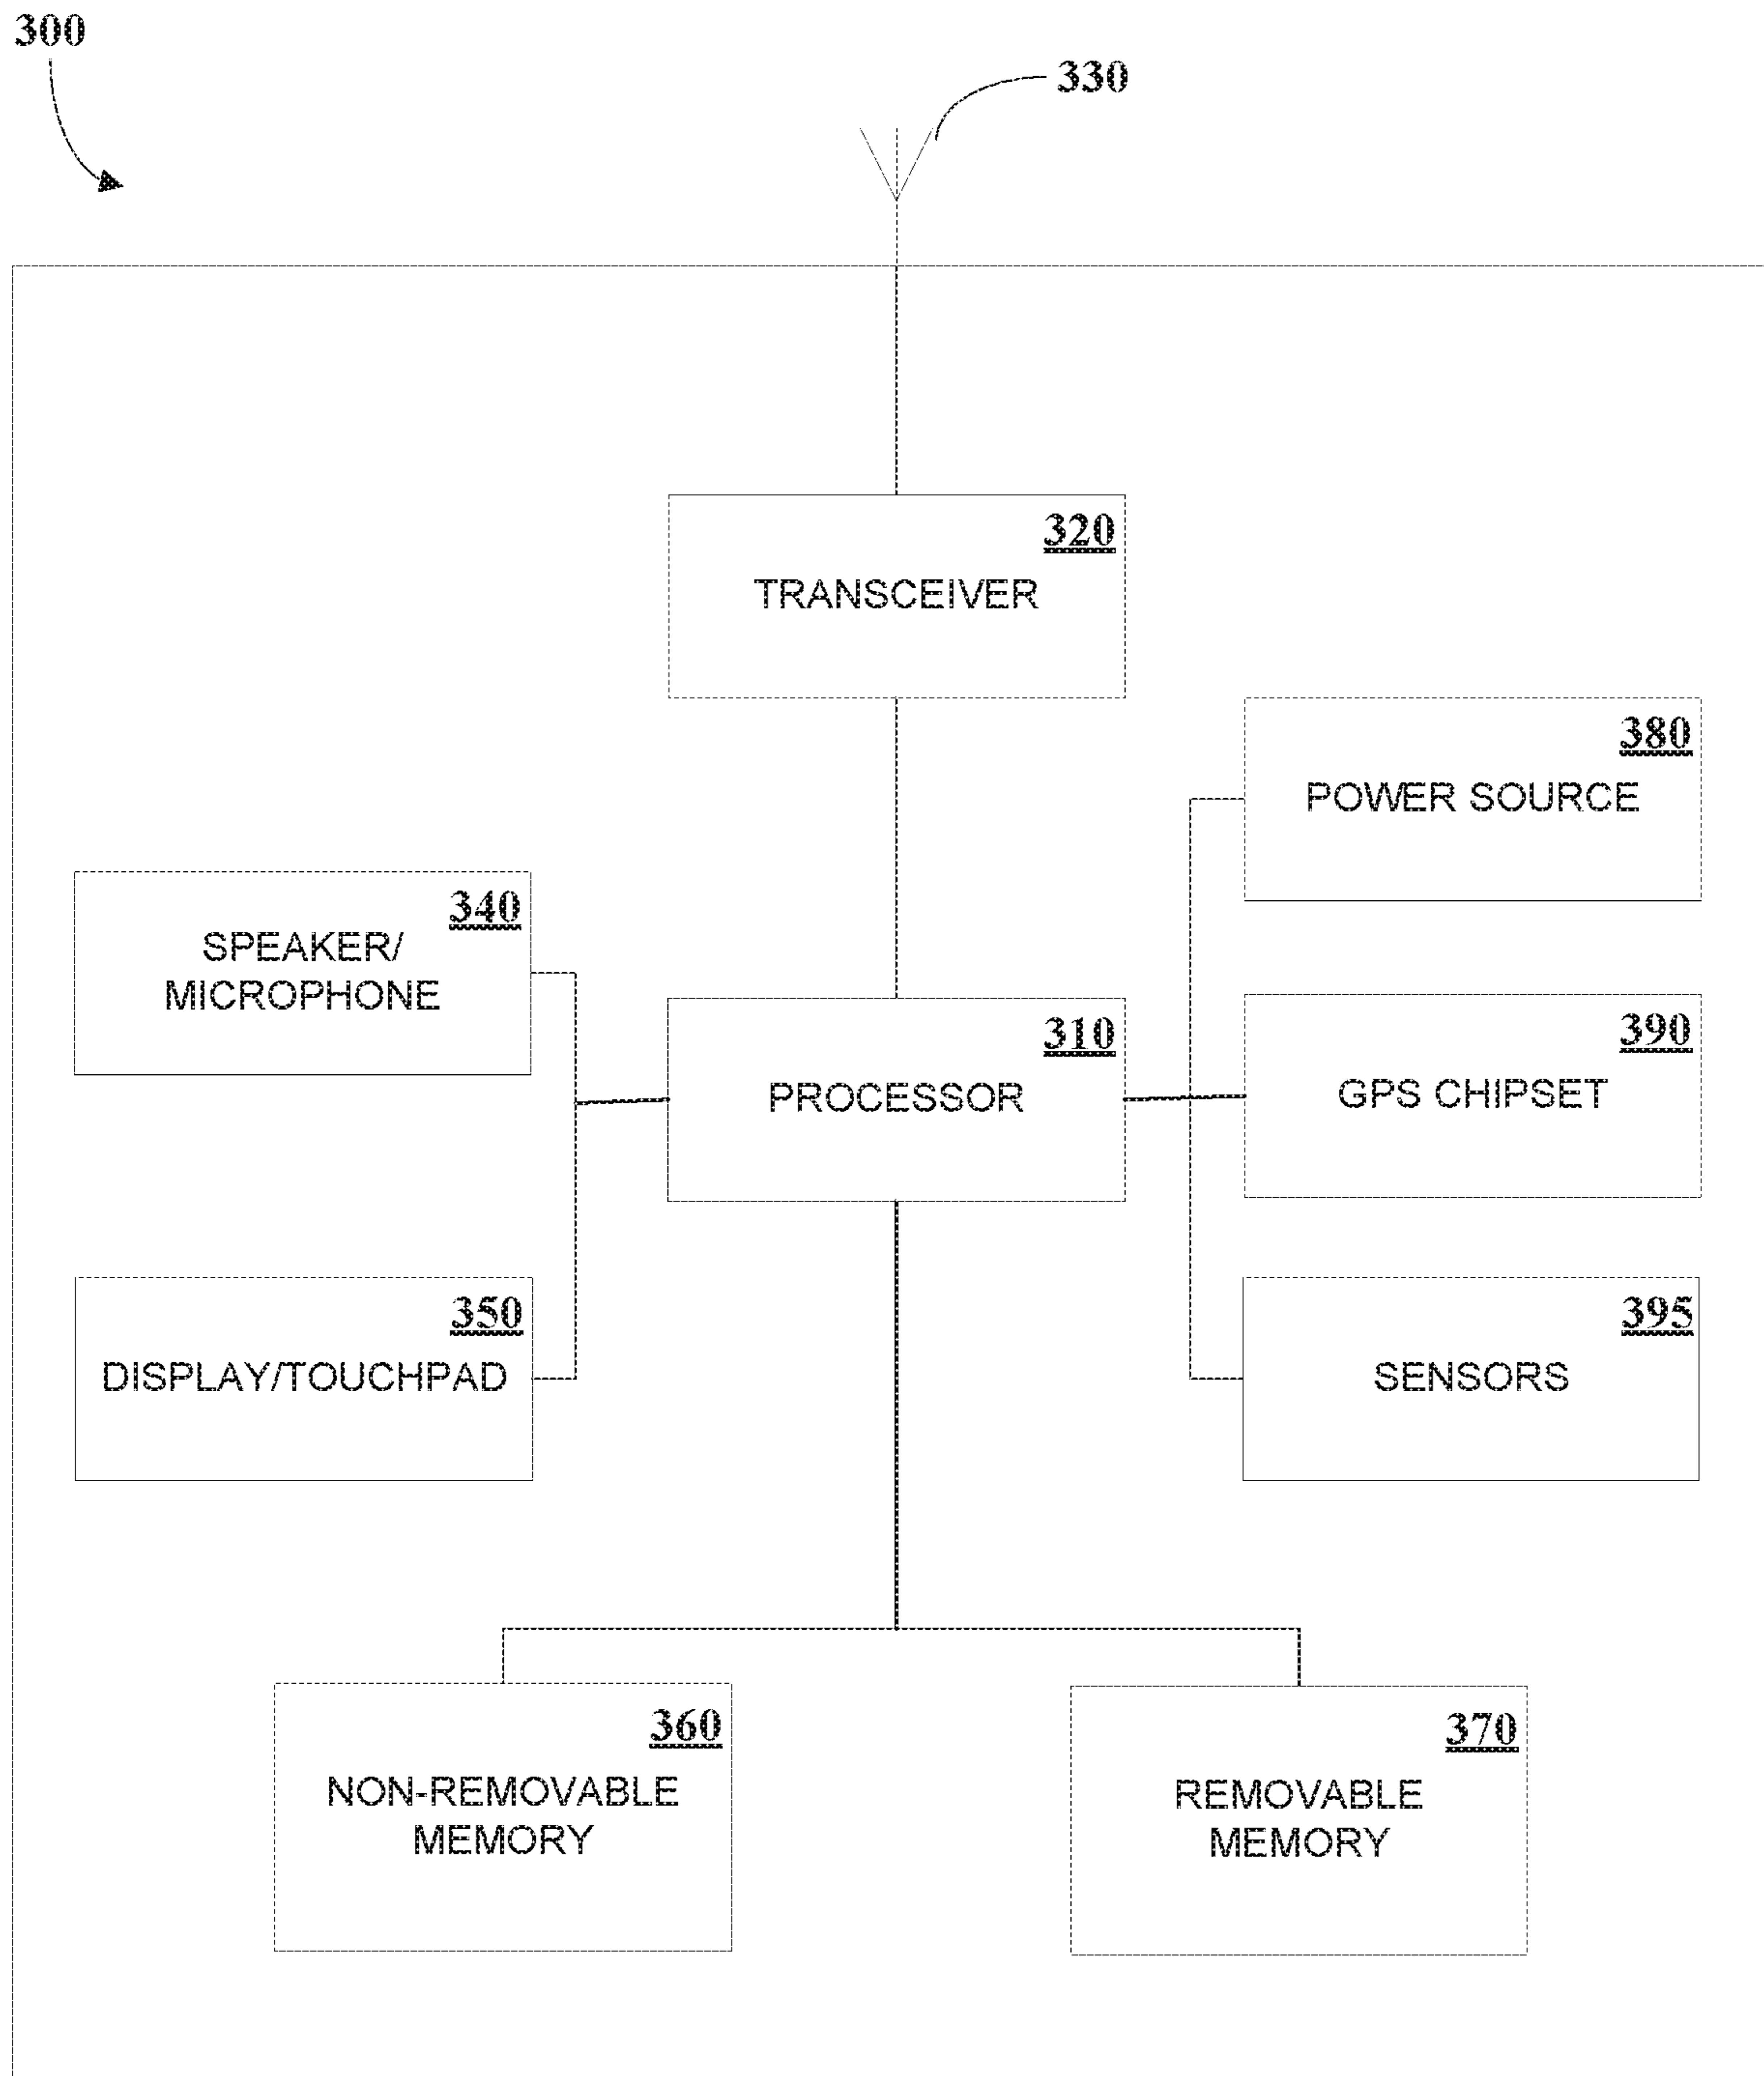 300
330
320
TRANSCEIVER
380
POWER SOURCE
340
SPEAKER/
MICROPHONE
310
PROCESSOR
390
GPS CHIPSET
350
DISPLAY/TOUCHPAD
395
SENSORS
360
NON-REMOVABLE
MEMORY
370
REMOVABLE
MEMORY